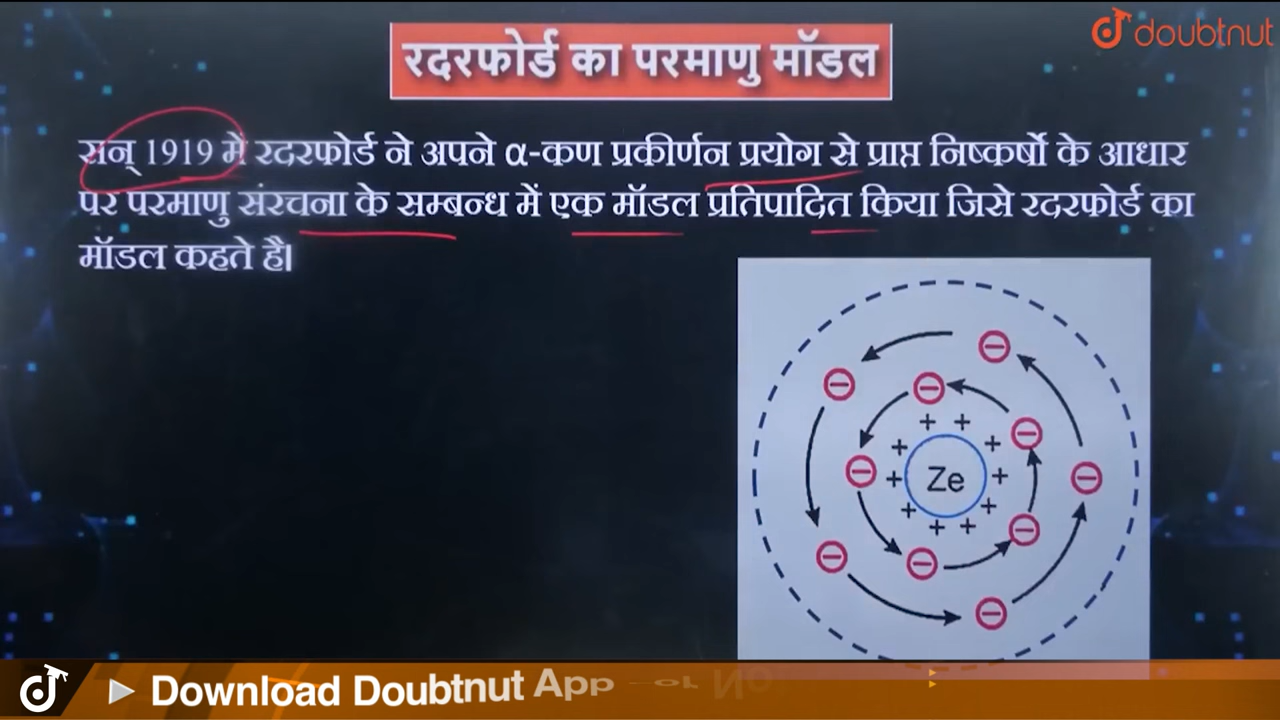 doubtnut
रदरफोर्ड का परमाणु मॉडल
सन् 1919 में रदरफोर्ड ने अपने α-कण प्रकीर्णन प्रयोग से प्राप्त निष्कर्षो के आधार
पर परमाणु संरचना के सम्बन्ध में एक मॉडल प्रतिपादित किया जिसे रदरफोर्ड का
मॉडल कहते है।
Ze
Download Doubtnut App